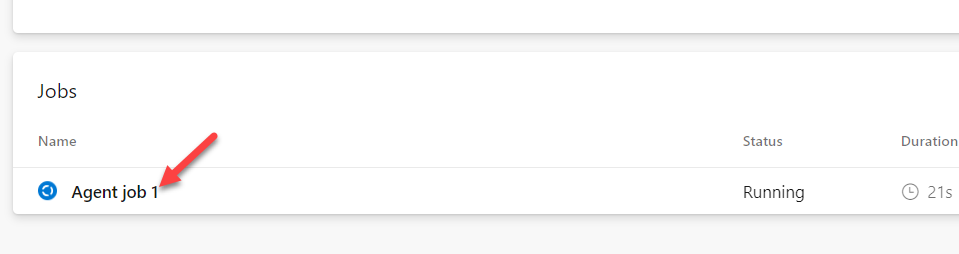 Jobs
Name Status Duration
Agent job 1 Running 21s